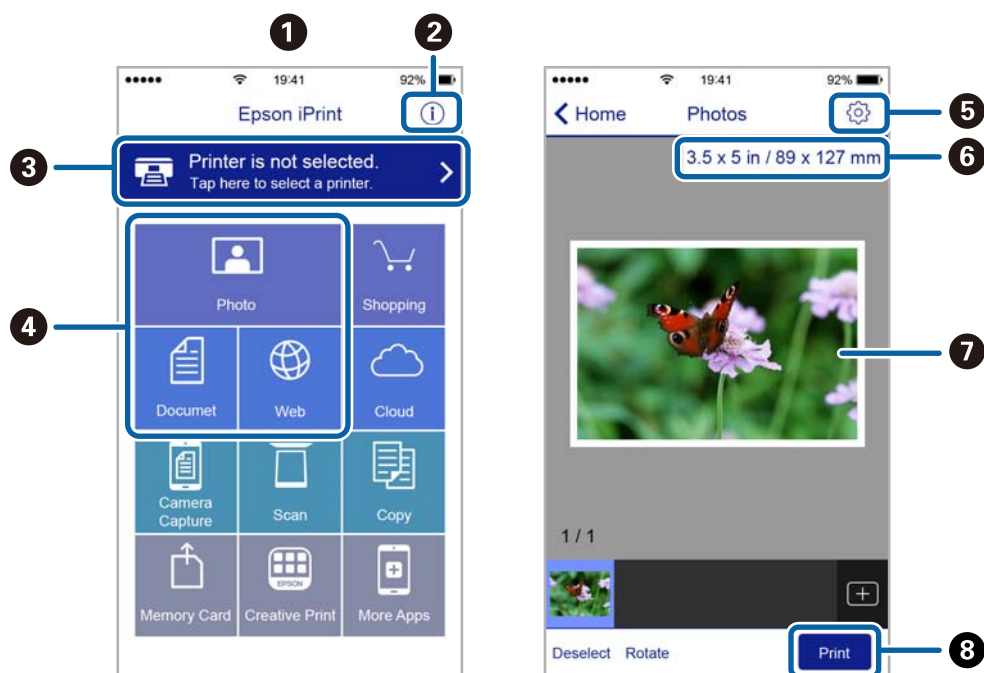 1
2
19:41
92%
Epson iPrint
3
Printer is not selected.
Tap here to select a printer.
4
Photo
Shopping
Documet
Web
Cloud
Camera
Capture
Scan
Copy
Memory Card
EPSON
Creative Print
More Apps
19:41
92%
Home
Photos
5
3.5 x 5 in / 89 x 127 mm
6
7
1 / 1
Deselect
Rotate
Print
8